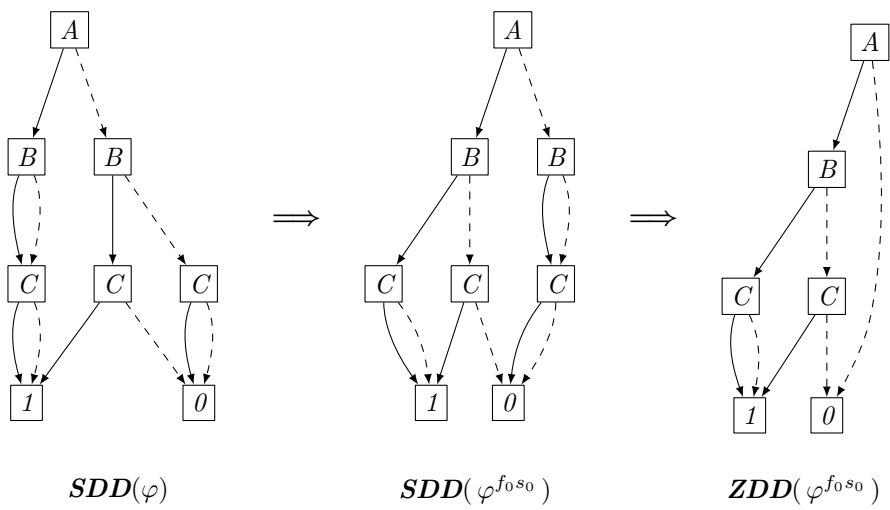 A A A
B B B B B
⟹ ⟹
C C C C C C C C
1 0 1 0 1 0
SDD(φ) SDD( φ^{f_0 s_0} ) ZDD( φ^{f_0 s_0} )